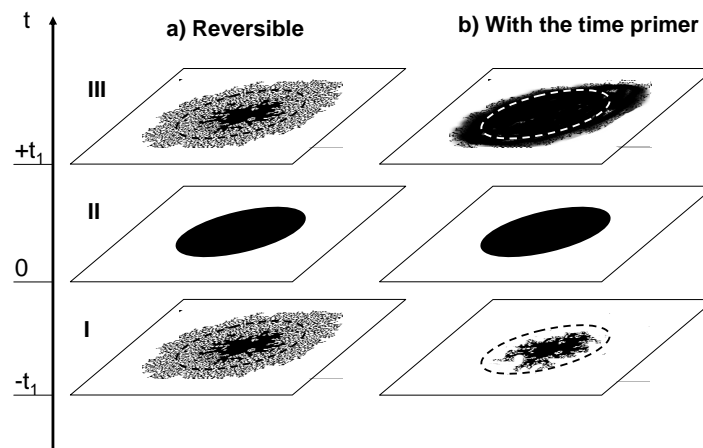 t
a) Reversible
b) With the time primer
III
+t₁
II
0
I
-t₁